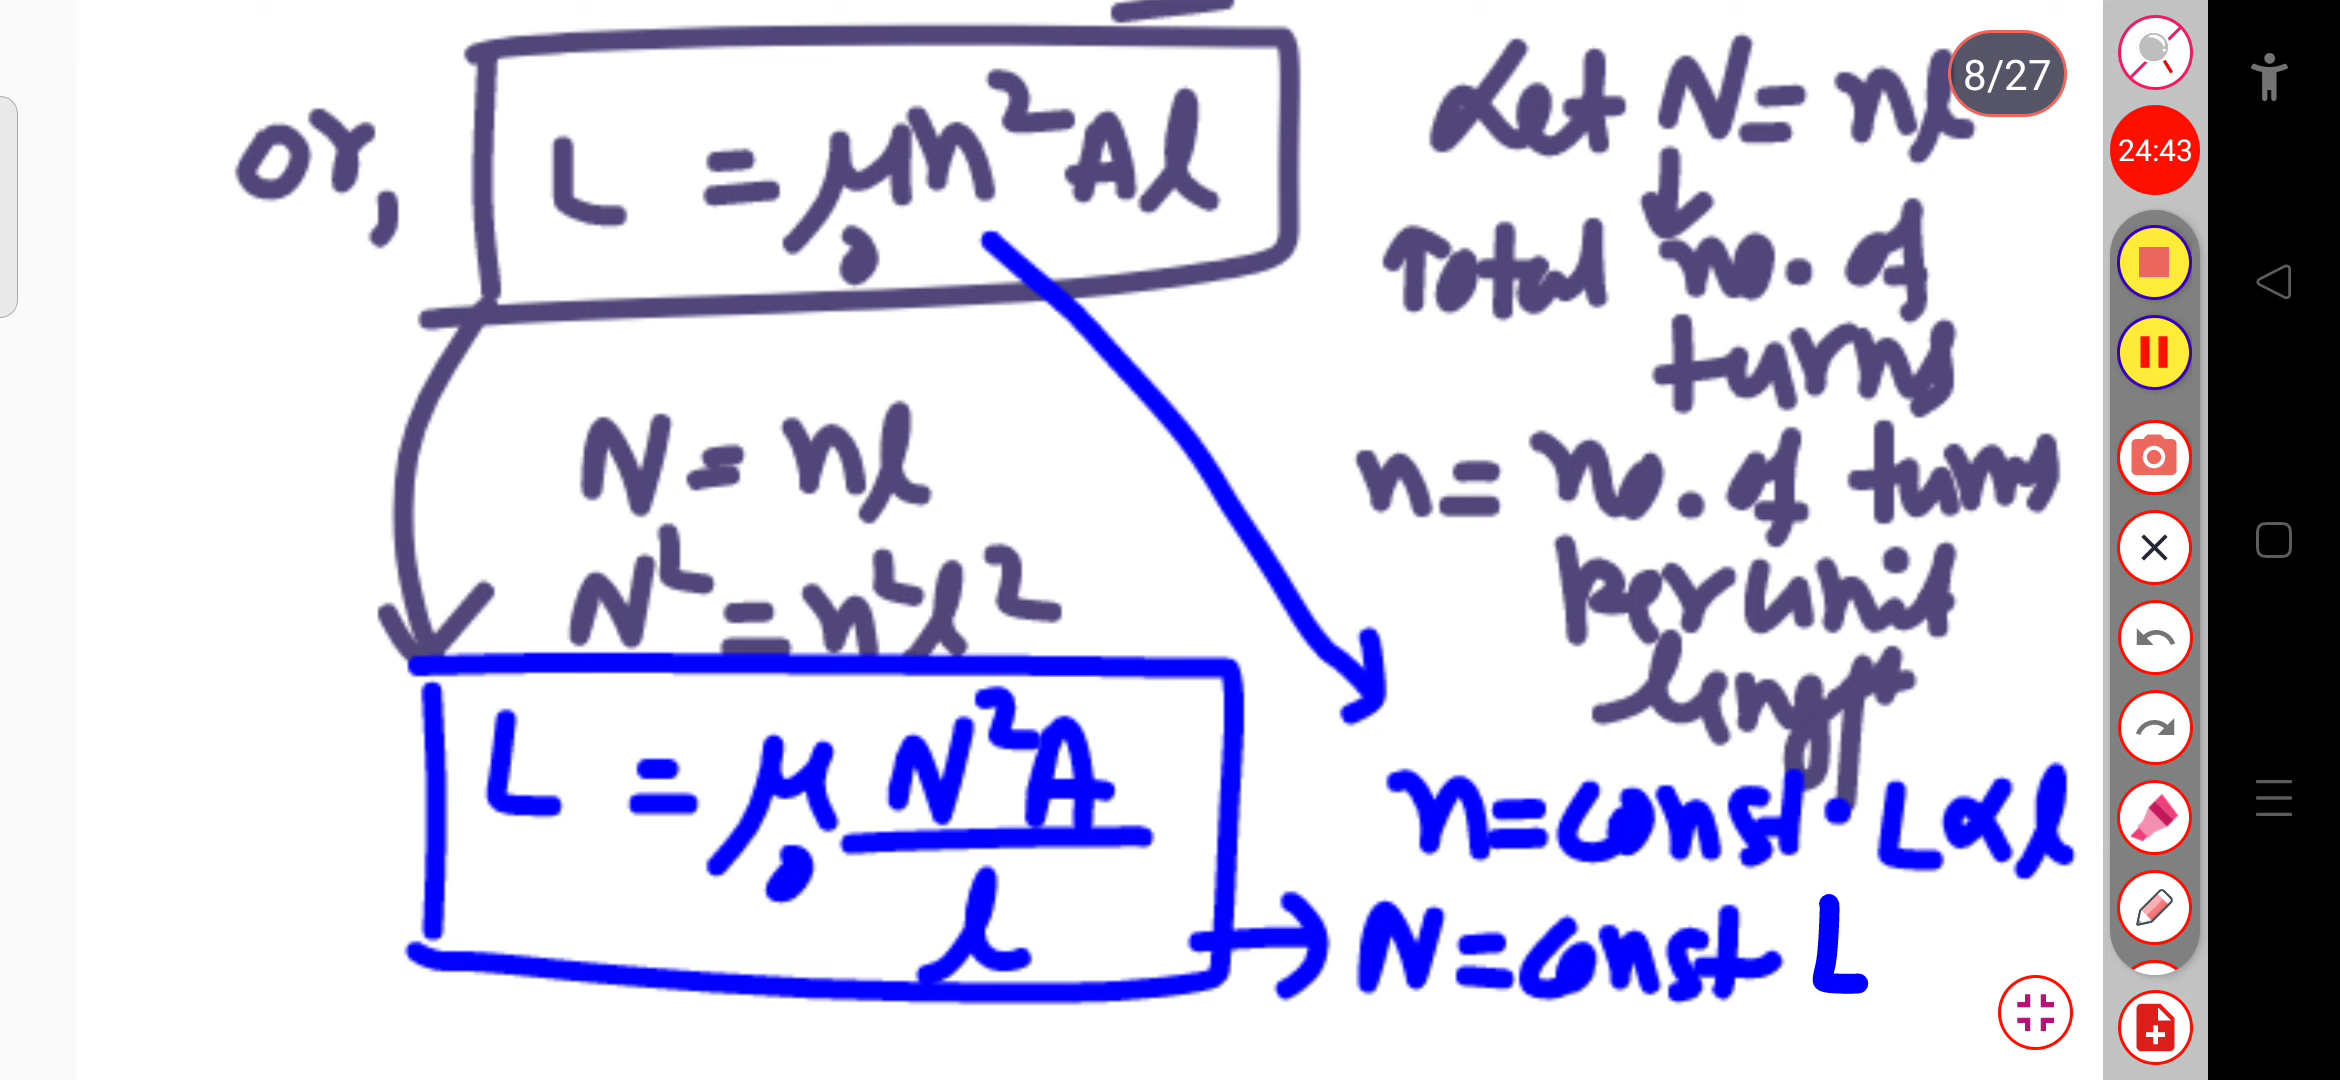 or, L = μ₀n²Al
Let N = nl
Total no. of
turns
n = no. of turns
per unit
length
N = nl
N² = n²l²
L = μ₀ N²A
l
n = const. L ∝ l
N = const L
8/27
24:43